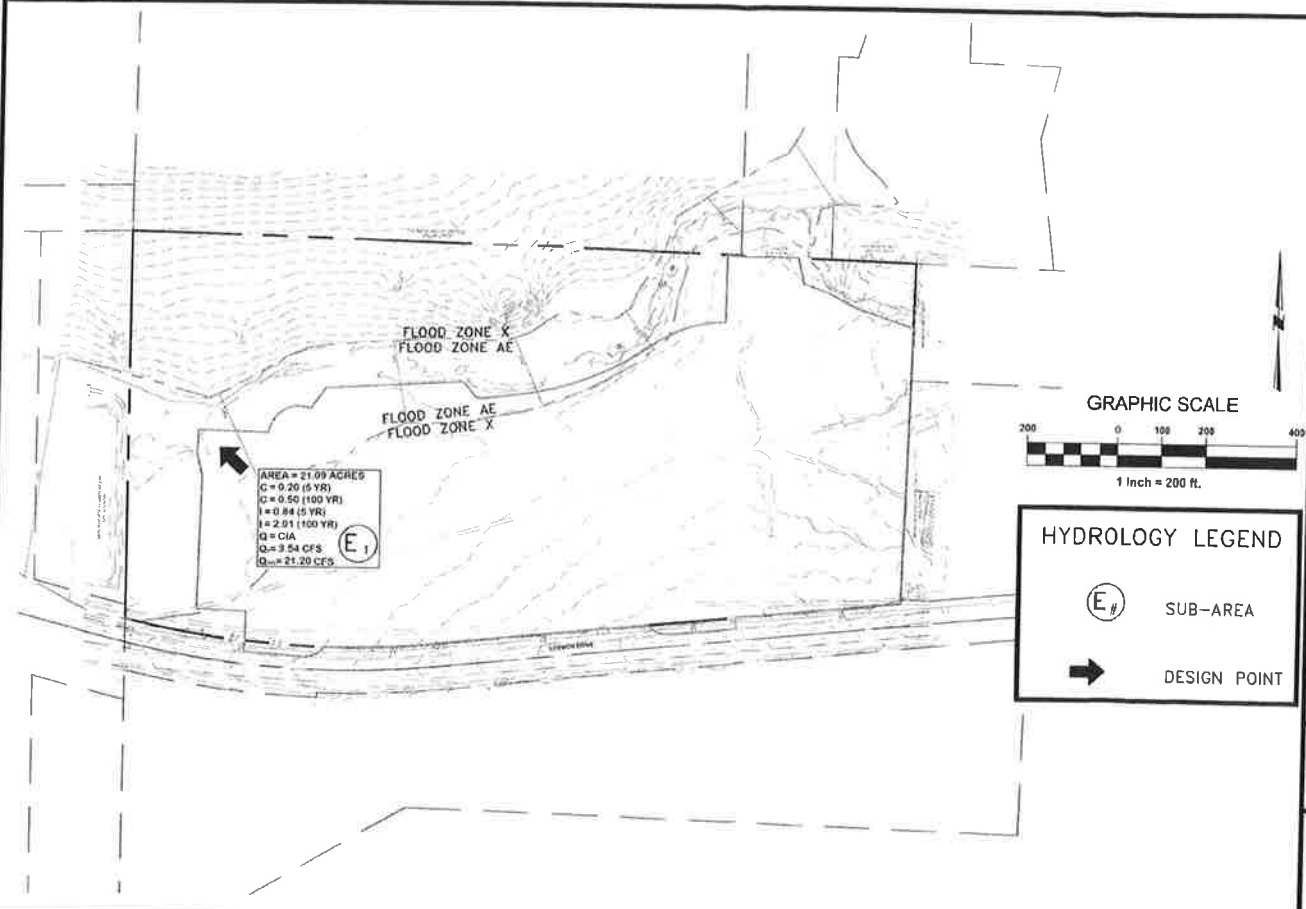 FLOOD ZONE X
FLOOD ZONE AE
FLOOD ZONE AE
FLOOD ZONE X
AREA = 21.09 ACRES
C = 0.20 (5 YR)
C = 0.50 (100 YR)
I = 0.84 (5 YR)
I = 2.01 (100 YR)
Q = CIA
Q5= 3.54 CFS
Q100= 21.20 CFS
E 1
N
GRAPHIC SCALE
200 0 100 200 400
1 inch = 200 ft.
HYDROLOGY LEGEND
E # SUB-AREA
DESIGN POINT